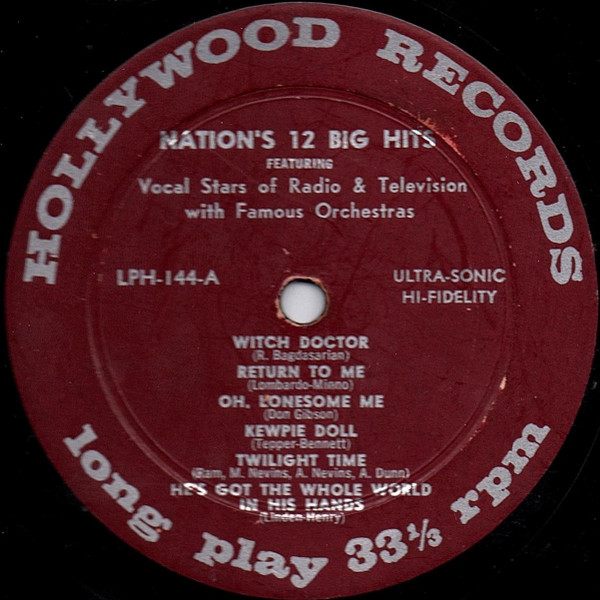 HOLLYWOOD RECORDS
NATION'S 12 BIG HITS
FEATURING
Vocal Stars of Radio & Television
with Famous Orchestras
LPH-144-A
ULTRA-SONIC
HI-FIDELITY
WITCH DOCTOR
(R. Bagdasarian)
RETURN TO ME
(Lombardo-Mieno)
OH, LONESOME ME
(Don Gibson)
KEWPIE DOLL
(Tepper-Bennett)
TWILIGHT TIME
(Ram, M. Nevins, A. Nevins, A. Dunn)
HE'S GOT THE WHOLE WORLD
IN HIS HANDS
(Linden-Henry)
long play 33⅓ rpm